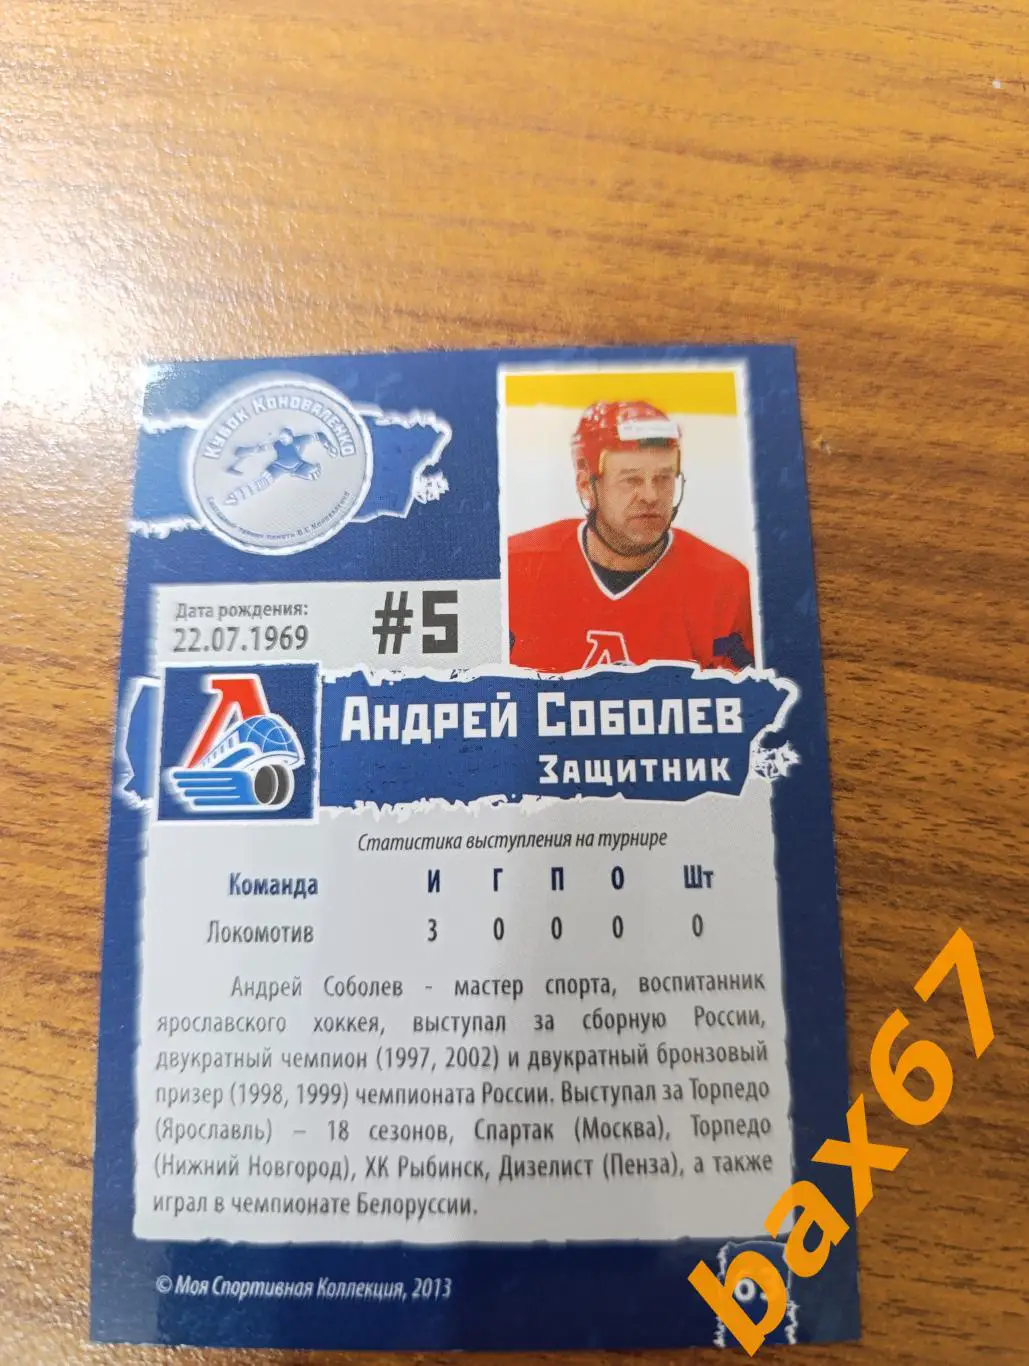 Кубок Коноваленко
Дата рождения:
22.07.1969
#5
Андрей Соболев
Защитник
Статистика выступления на турнире
Команда И Г П О Шт
Локомотив 3 0 0 0 0
Андрей Соболев - мастер спорта, воспитанник
ярославского хоккея, выступал за сборную России,
двукратный чемпион (1997, 2002) и двукратный бронзовый
призер (1998, 1999) чемпионата России. Выступал за Торпедо
(Ярославль) – 18 сезонов, Спартак (Москва), Торпедо
(Нижний Новгород), ХК Рыбинск, Дизелист (Пенза), а также
играл в чемпионате Белоруссии.
© Моя Спортивная Коллекция, 2013
bax67